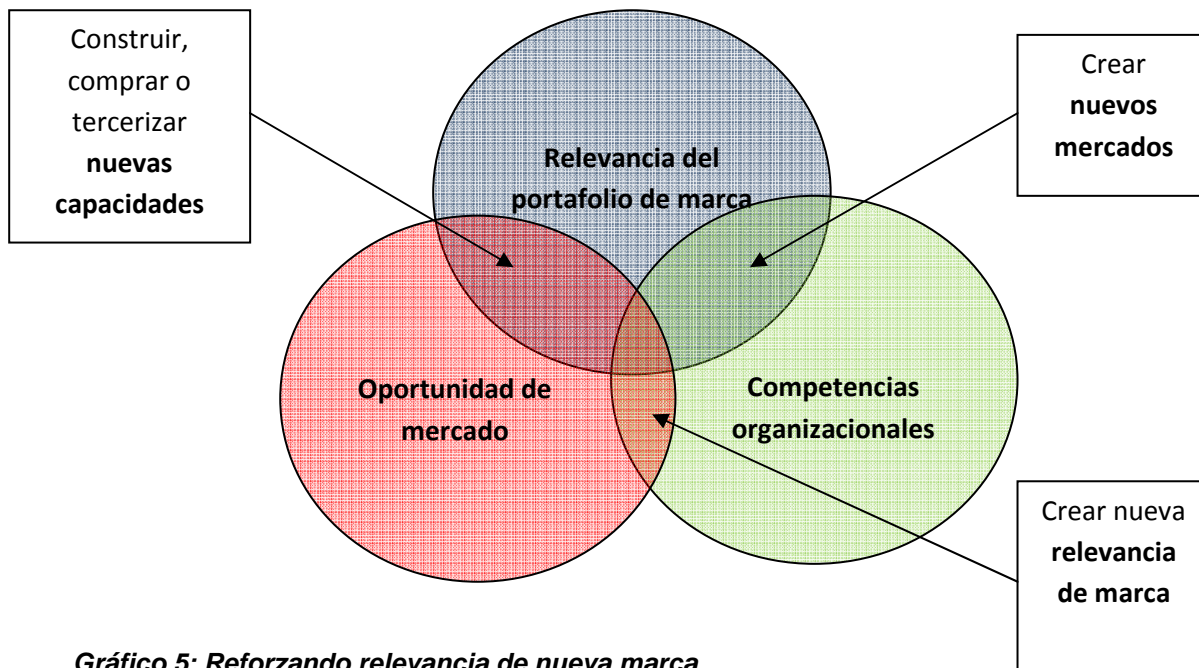 Construir,
comprar o
tercerizar
nuevas
capacidades
Crear
nuevos
mercados
Relevancia del
portafolio de marca
Oportunidad de
mercado
Competencias
organizacionales
Crear nueva
relevancia
de marca
Gráfico 5: Reforzando relevancia de nueva marca